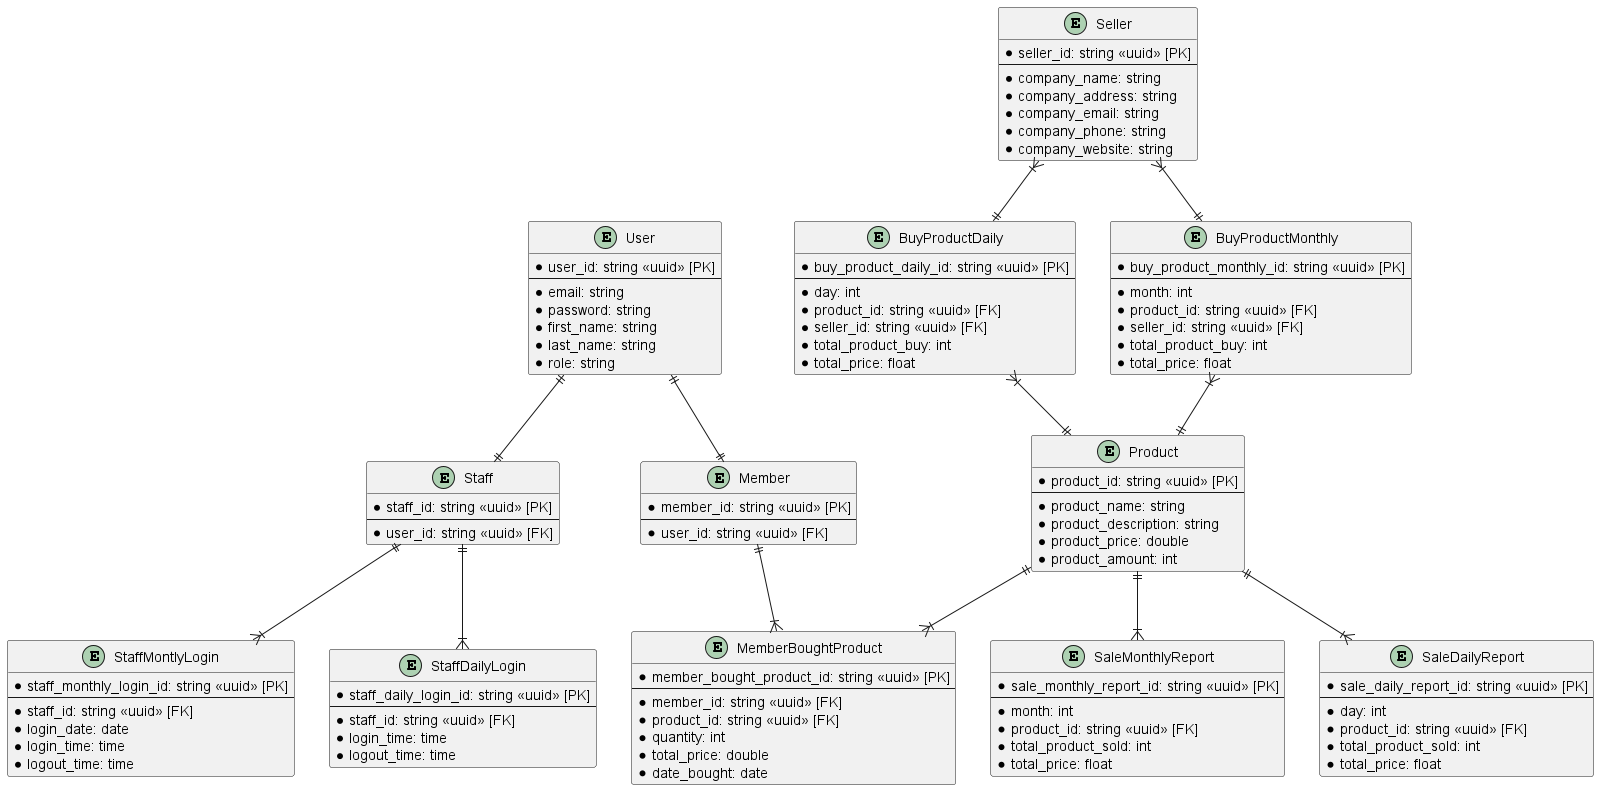 E Seller
seller_id: string «uuid» [PK]
company_name: string
company_address: string
company_email: string
company_phone: string
company_website: string
E User
user_id: string «uuid» [PK]
email: string
password: string
first_name: string
last_name: string
role: string
E BuyProductDaily
buy_product_daily_id: string «uuid» [PK]
day: int
product_id: string «uuid» [FK]
seller_id: string «uuid» [FK]
total_product_buy: int
total_price: float
E BuyProductMonthly
buy_product_monthly_id: string «uuid» [PK]
month: int
product_id: string «uuid» [FK]
seller_id: string «uuid» [FK]
total_product_buy: int
total_price: float
E Staff
staff_id: string «uuid» [PK]
user_id: string «uuid» [FK]
E Member
member_id: string «uuid» [PK]
user_id: string «uuid» [FK]
E Product
product_id: string «uuid» [PK]
product_name: string
product_description: string
product_price: double
product_amount: int
E StaffMontlyLogin
staff_monthly_login_id: string «uuid» [PK]
staff_id: string «uuid» [FK]
login_date: date
login_time: time
logout_time: time
E StaffDailyLogin
staff_daily_login_id: string «uuid» [PK]
staff_id: string «uuid» [FK]
login_time: time
logout_time: time
E MemberBoughtProduct
member_bought_product_id: string «uuid» [PK]
member_id: string «uuid» [FK]
product_id: string «uuid» [FK]
quantity: int
total_price: double
date_bought: date
E SaleMonthlyReport
sale_monthly_report_id: string «uuid» [PK]
month: int
product_id: string «uuid» [FK]
total_product_sold: int
total_price: float
E SaleDailyReport
sale_daily_report_id: string «uuid» [PK]
day: int
product_id: string «uuid» [FK]
total_product_sold: int
total_price: float